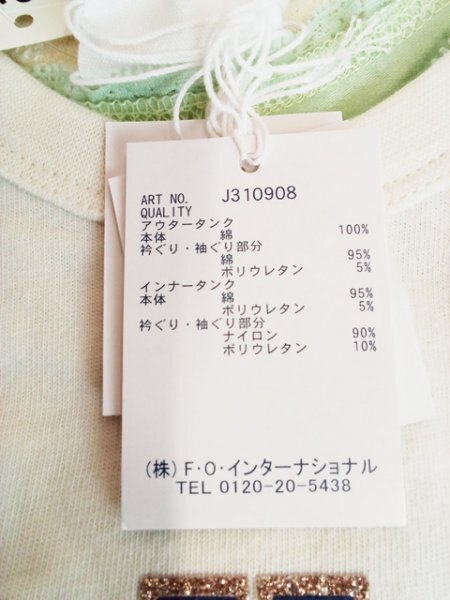 ART NO. J310908
QUALITY
アウタータンク
本体 綿 100%
衿ぐり・袖ぐり部分
綿 95%
ポリウレタン 5%
インナータンク
本体 綿 95%
ポリウレタン 5%
衿ぐり・袖ぐり部分
ナイロン 90%
ポリウレタン 10%
(株)F・O・インターナショナル
TEL 0120-20-5438